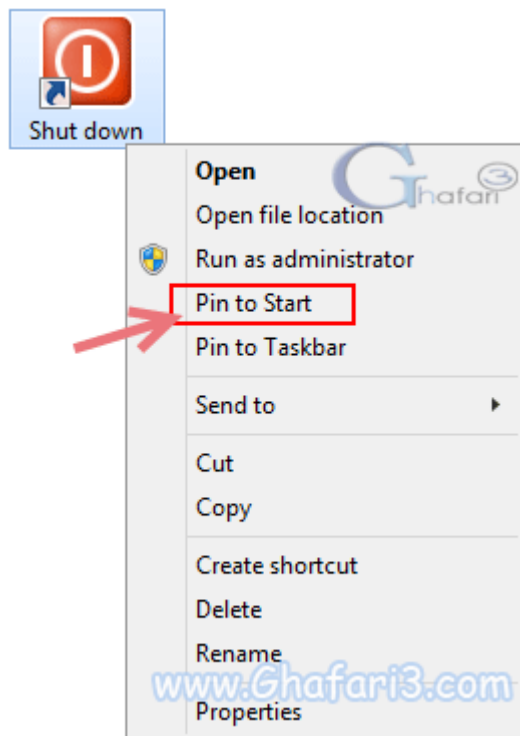 Shut down
Open
Ghafari3
Open file location
Run as administrator
Pin to Start
Pin to Taskbar
Send to
Cut
Copy
Create shortcut
Delete
Rename
www.Ghafari3.com
Properties